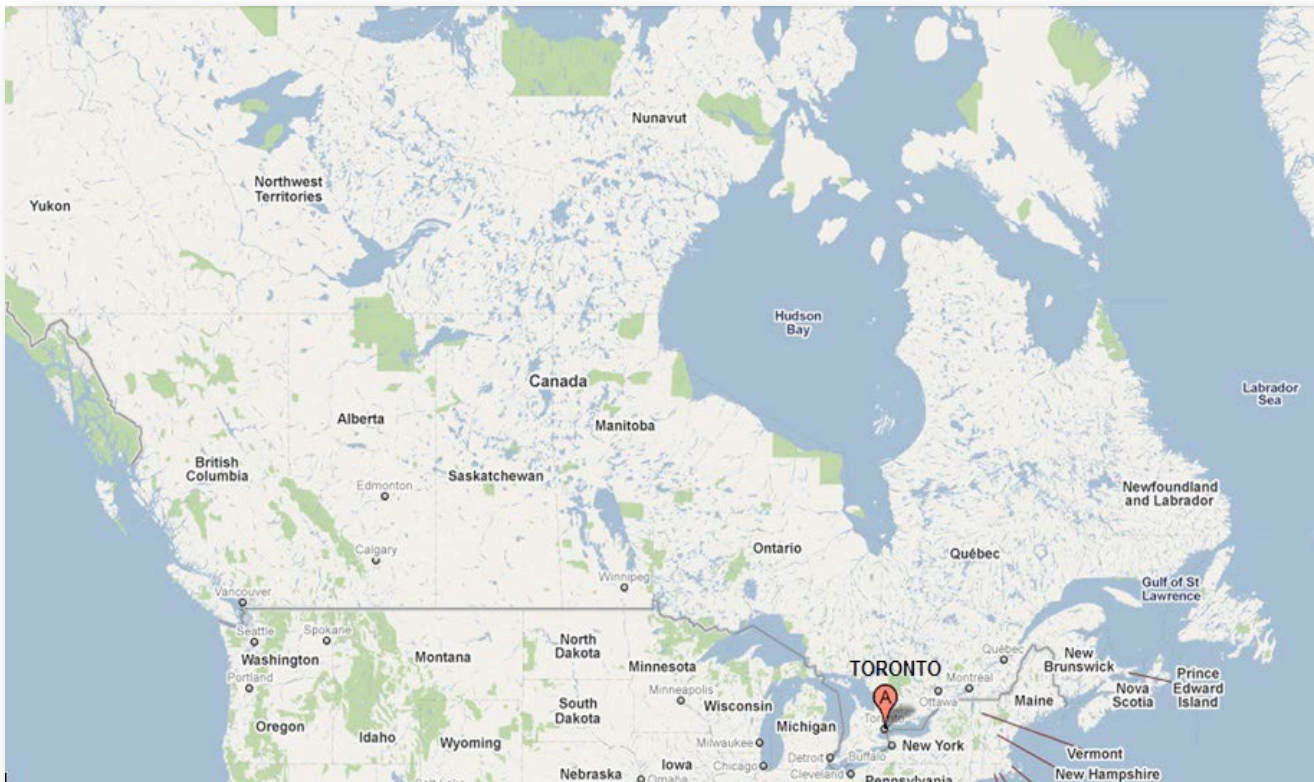 Nunavut
Northwest
Territories
Yukon
Hudson
Bay
Canada
Labrador
Sea
Alberta
Manitoba
British
Columbia
Saskatchewan
Edmonton
Newfoundland
and Labrador
Calgary
Ontario
Québec
Winnipeg
Gulf of St
Lawrence
Vancouver
Seattle
Spokane
Washington
Montana
North
Dakota
Minnesota
TORONTO
Québec
New
Brunswick
Portland
Minneapolis
Wisconsin
A
Ottawa
Montréal
Maine
Nova
Scotia
Prince
Edward
Island
Oregon
Idaho
Wyoming
South
Dakota
Michigan
Toronto
Milwaukee
Buffalo
New York
Vermont
Nebraska
Iowa
Omaha
Chicago
Detroit
Cleveland
Pennsylvania
New Hampshire